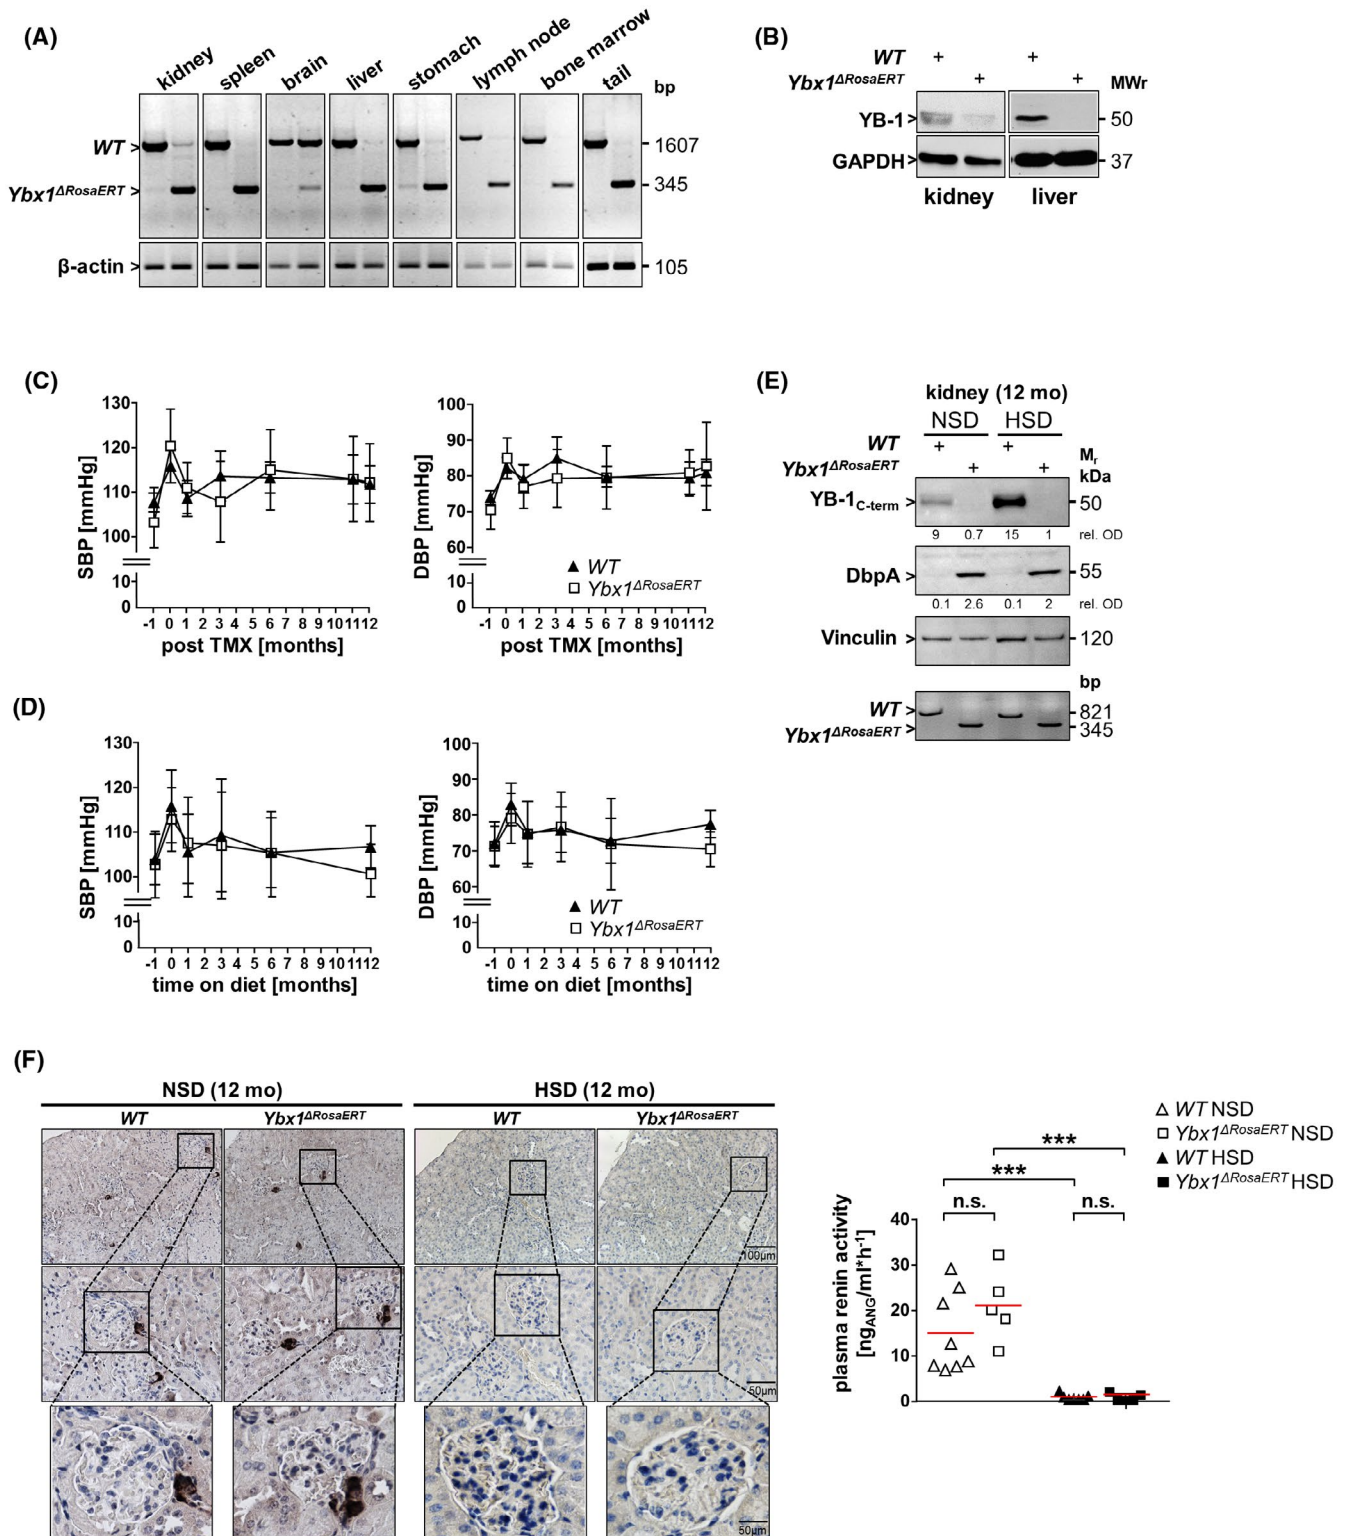 (A)
kidney spleen brain liver stomach lymph node bone marrow tail bp
WT > 1607
Ybx1ΔRosaERT > 345
β-actin > 105
(B)
WT + +
Ybx1ΔRosaERT + + MWr
YB-1 > 50
GAPDH > 37
kidney liver
(C)
SBP [mmHg]
130
120
110
100
10
0
-1 0 1 2 3 4 5 6 7 8 9 10 11 12
post TMX [months]
DBP [mmHg]
100
90
80
70
60
10
0
▲ WT
□ Ybx1ΔRosaERT
-1 0 1 2 3 4 5 6 7 8 9 10 11 12
post TMX [months]
(D)
SBP [mmHg]
130
120
110
100
10
0
-1 0 1 2 3 4 5 6 7 8 9 10 11 12
time on diet [months]
DBP [mmHg]
100
90
80
70
60
10
0
▲ WT
□ Ybx1ΔRosaERT
-1 0 1 2 3 4 5 6 7 8 9 10 11 12
time on diet [months]
(E)
kidney (12 mo)
NSD HSD
WT + +
Ybx1ΔRosaERT + +
Mr
kDa
YB-1C-term > 50
9 0.7 15 1 rel. OD
DbpA > 55
0.1 2.6 0.1 2 rel. OD
Vinculin > 120
bp
WT > 821
Ybx1ΔRosaERT > 345
(F)
NSD (12 mo) HSD (12 mo)
WT Ybx1ΔRosaERT WT Ybx1ΔRosaERT
100μm
50μm
50μm
△ WT NSD
□ Ybx1ΔRosaERT NSD
▲ WT HSD
■ Ybx1ΔRosaERT HSD
***
***
n.s. n.s.
plasma renin activity
[ngANG/ml*h-1]
40
30
20
10
0